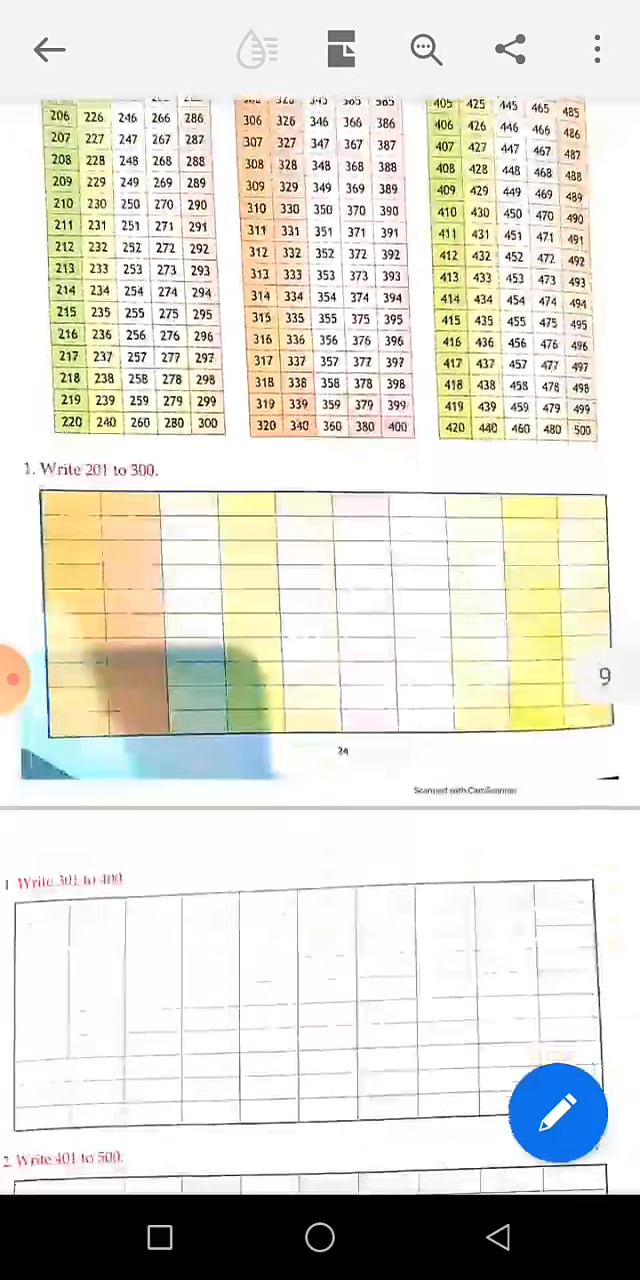 405 425 445 465 485
206 226 246 266 286 306 326 346 366 386 406 426 446 466 486
207 227 247 267 287 307 327 347 367 387 407 427 447 467 487
208 228 248 268 288 308 328 348 368 388 408 428 448 468 488
209 229 249 269 289 309 329 349 369 389 409 429 449 469 489
210 230 250 270 290 310 330 350 370 390 410 430 450 470 490
211 231 251 271 291 311 331 351 371 391 411 431 451 471 491
212 232 252 272 292 312 332 352 372 392 412 432 452 472 492
213 233 253 273 293 313 333 353 373 393 413 433 453 473 493
214 234 254 274 294 314 334 354 374 394 414 434 454 474 494
215 235 255 275 295 315 335 355 375 395 415 435 455 475 495
216 236 256 276 296 316 336 356 376 396 416 436 456 476 496
217 237 257 277 297 317 337 357 377 397 417 437 457 477 497
218 238 258 278 298 318 338 358 378 398 418 438 458 478 498
219 239 259 279 299 319 339 359 379 399 419 439 459 479 499
220 240 260 280 300 320 340 360 380 400 420 440 460 480 500
1. Write 201 to 300.
9
24
Scanned with CamScanner
1 Write 301 to 400
2. Write 401 to 500.